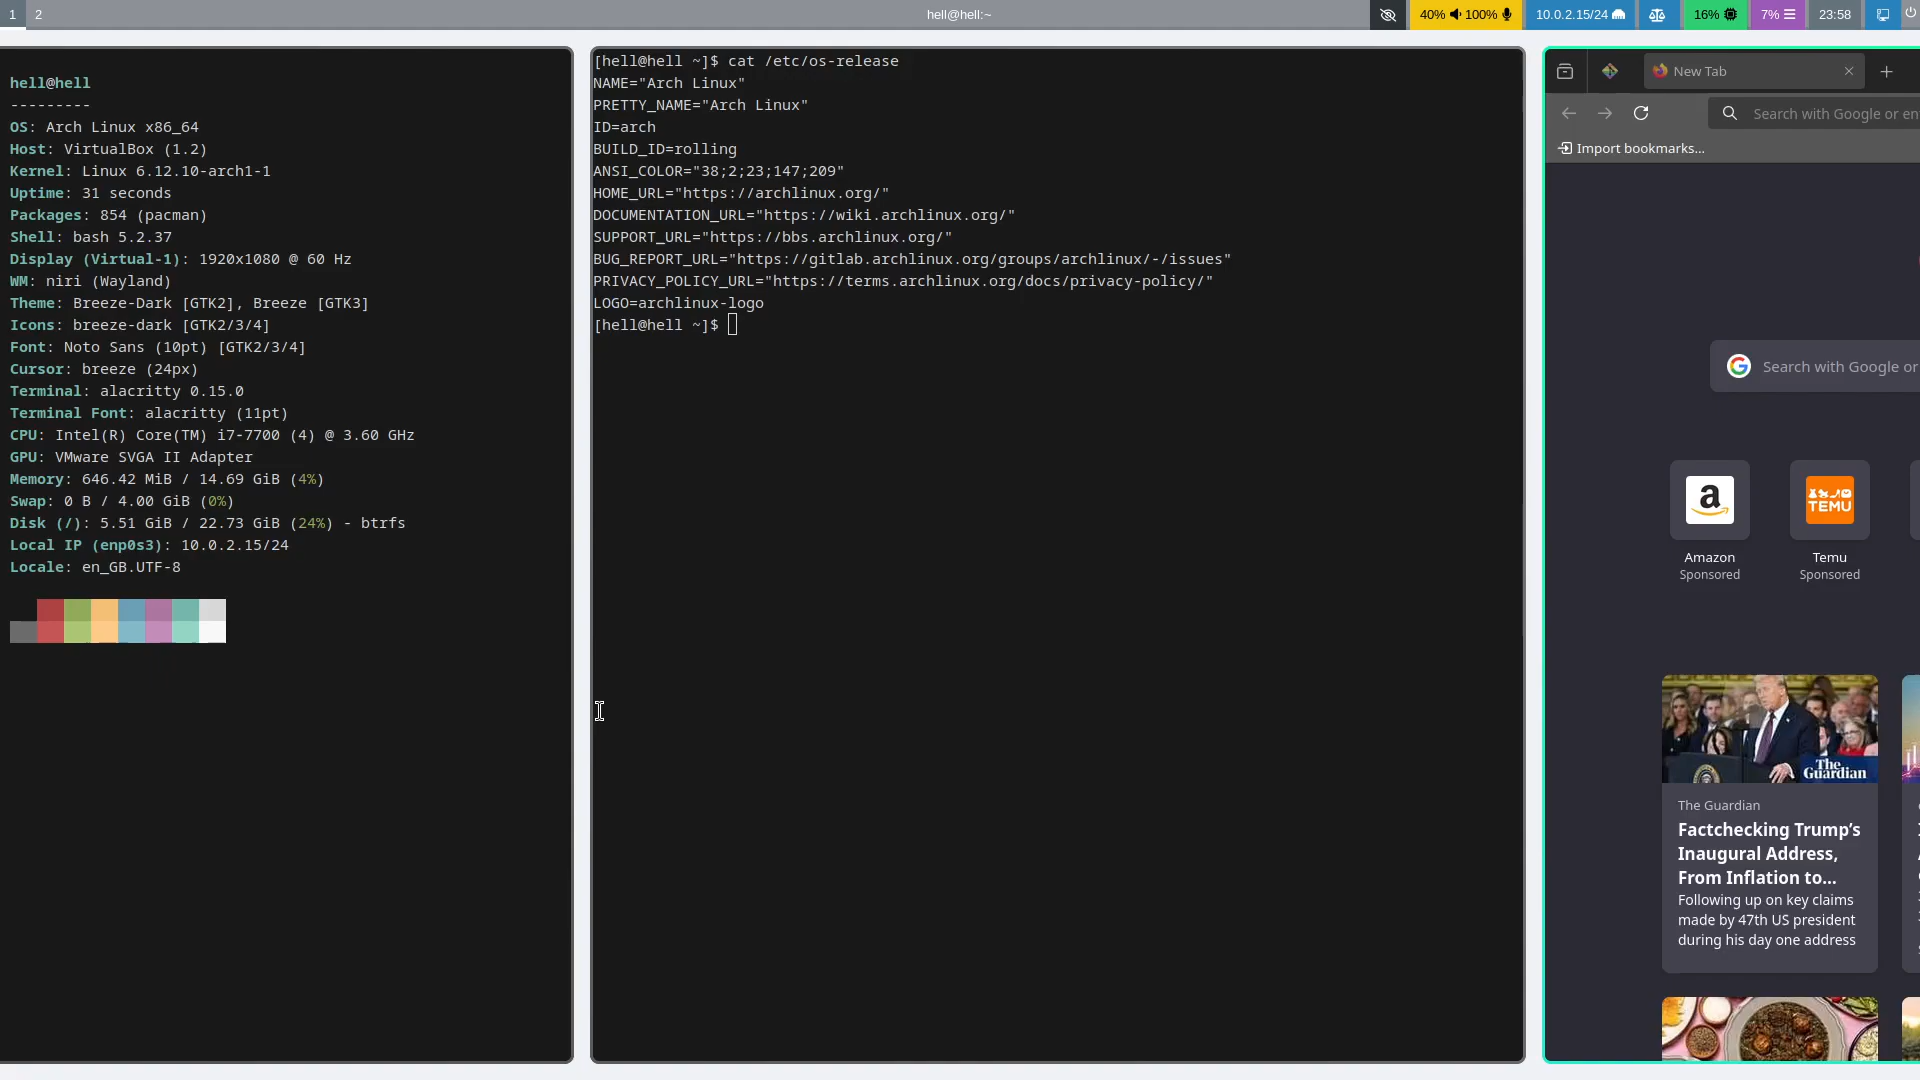 1 2 hell@hell:~ 40% 100% 10.0.2.15/24 16% 7% 23:58
hell@hell
---------
OS: Arch Linux x86_64
Host: VirtualBox (1.2)
Kernel: Linux 6.12.10-arch1-1
Uptime: 31 seconds
Packages: 854 (pacman)
Shell: bash 5.2.37
Display (Virtual-1): 1920x1080 @ 60 Hz
WM: niri (Wayland)
Theme: Breeze-Dark [GTK2], Breeze [GTK3]
Icons: breeze-dark [GTK2/3/4]
Font: Noto Sans (10pt) [GTK2/3/4]
Cursor: breeze (24px)
Terminal: alacritty 0.15.0
Terminal Font: alacritty (11pt)
CPU: Intel(R) Core(TM) i7-7700 (4) @ 3.60 GHz
GPU: VMware SVGA II Adapter
Memory: 646.42 MiB / 14.69 GiB (4%)
Swap: 0 B / 4.00 GiB (0%)
Disk (/): 5.51 GiB / 22.73 GiB (24%) - btrfs
Local IP (enp0s3): 10.0.2.15/24
Locale: en_GB.UTF-8
[hell@hell ~]$ cat /etc/os-release
NAME="Arch Linux"
PRETTY_NAME="Arch Linux"
ID=arch
BUILD_ID=rolling
ANSI_COLOR="38;2;23;147;209"
HOME_URL="https://archlinux.org/"
DOCUMENTATION_URL="https://wiki.archlinux.org/"
SUPPORT_URL="https://bbs.archlinux.org/"
BUG_REPORT_URL="https://gitlab.archlinux.org/groups/archlinux/-/issues"
PRIVACY_POLICY_URL="https://terms.archlinux.org/docs/privacy-policy/"
LOGO=archlinux-logo
[hell@hell ~]$
New Tab
Search with Google or en
Import bookmarks...
Search with Google or
a
TEMU
Amazon
Sponsored
Temu
Sponsored
The Guardian
The Guardian
Factchecking Trump's
Inaugural Address,
From Inflation to...
Following up on key claims
made by 47th US president
during his day one address